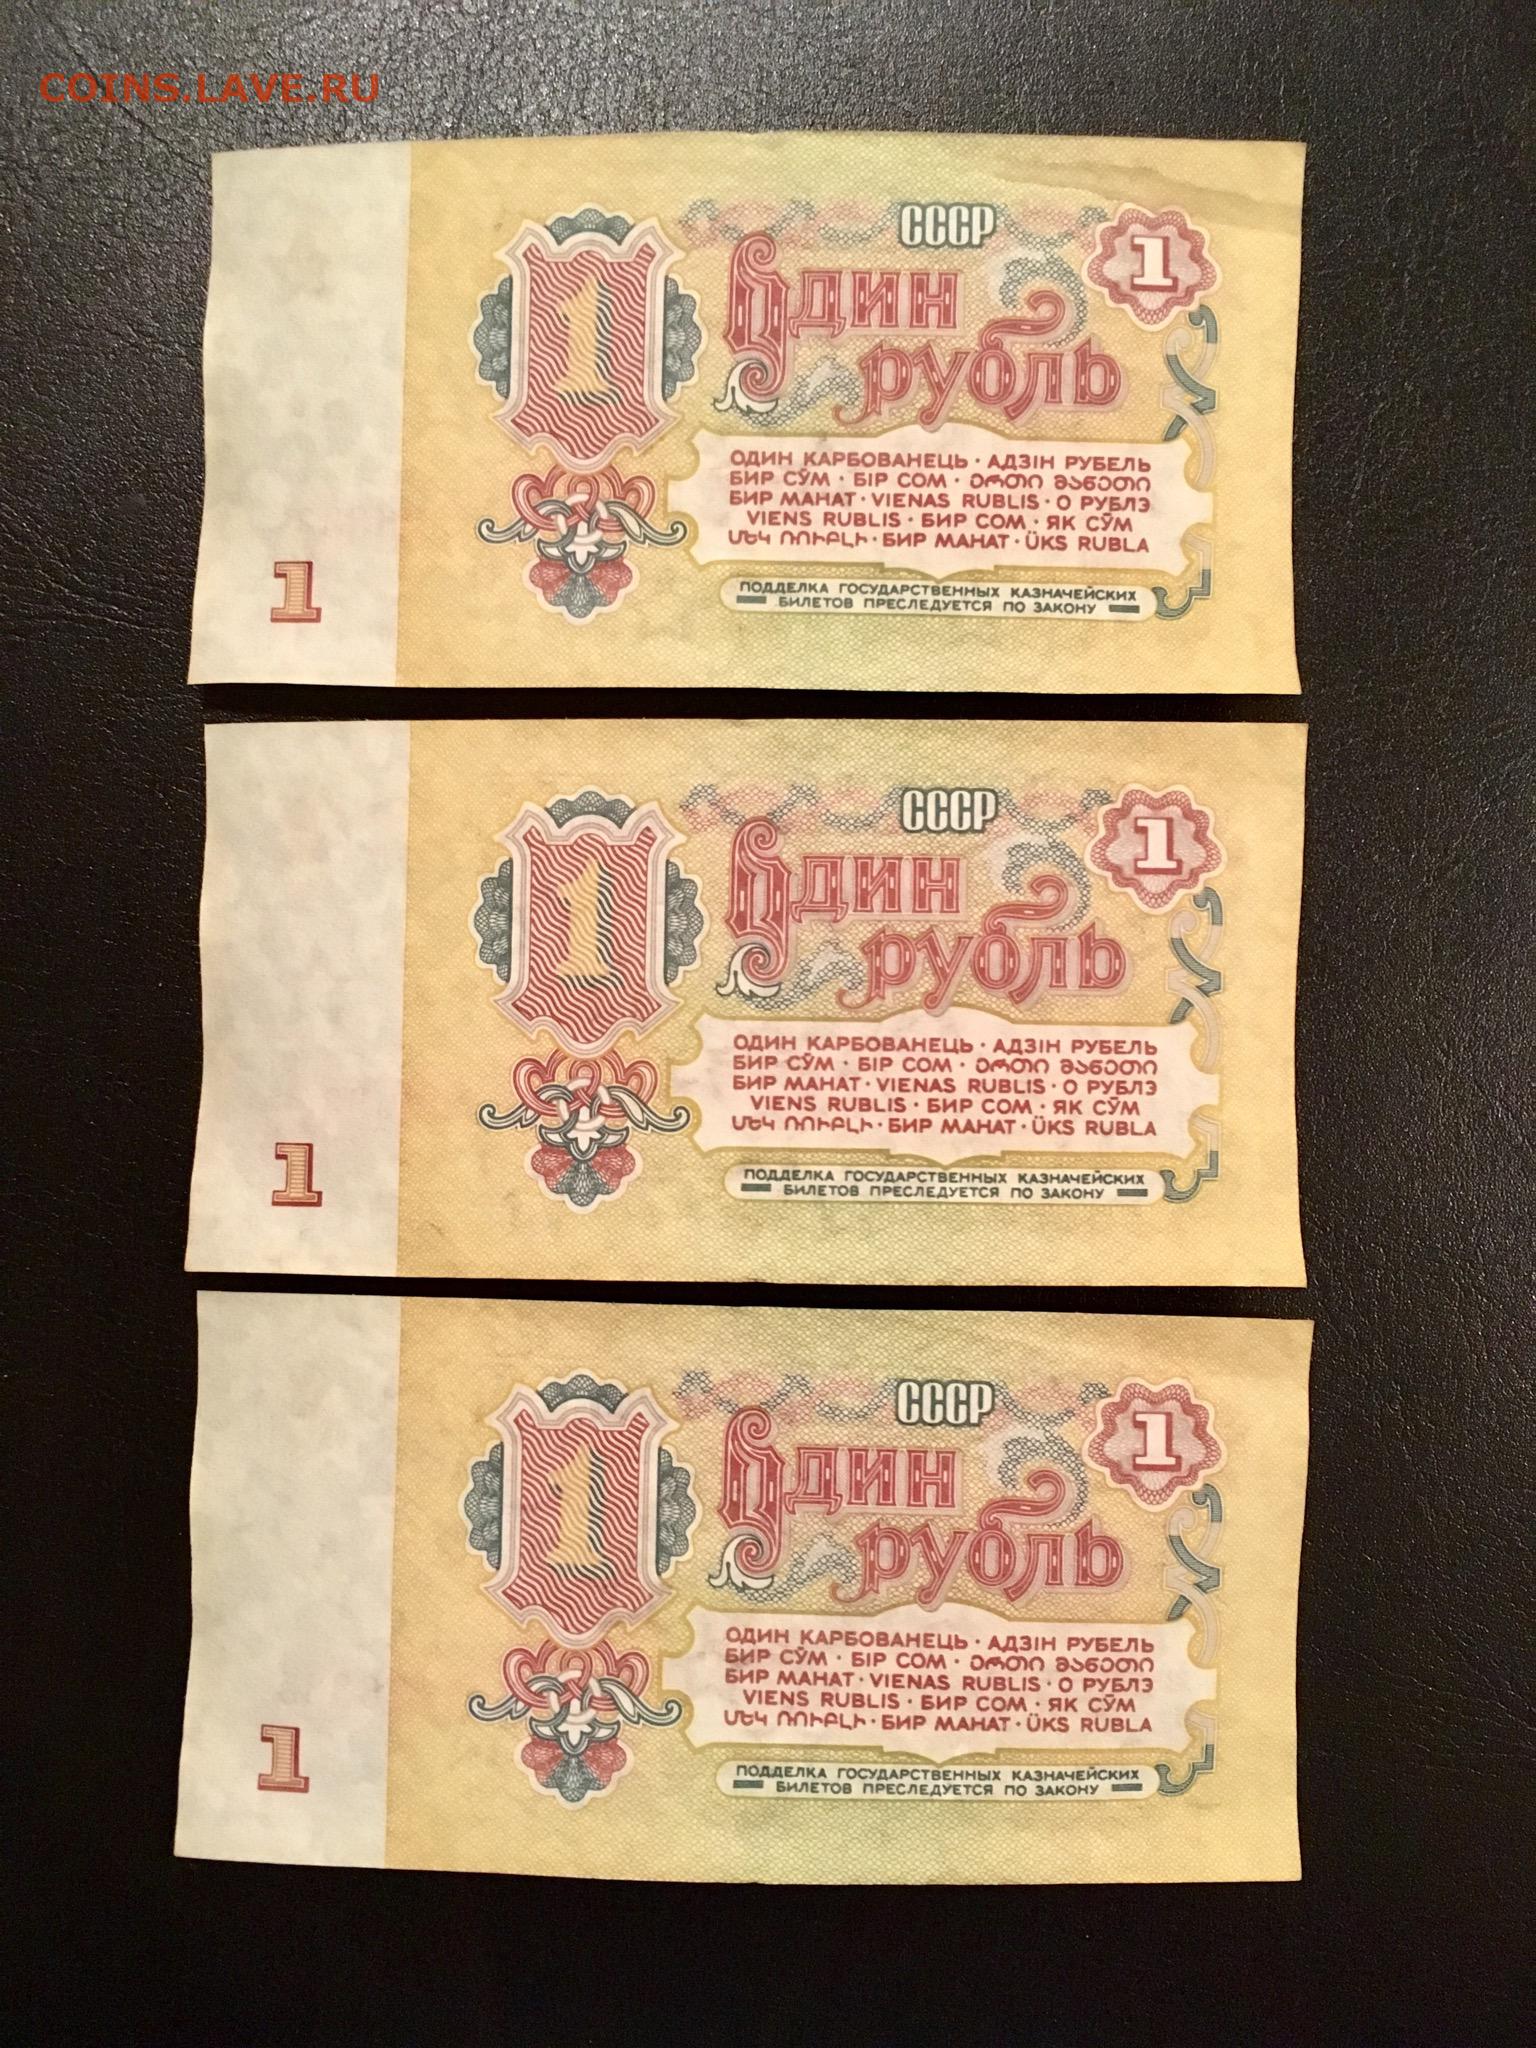 COINS.LAVE.RU
СССР
1
1
Один
рубль
ОДИН КАРБОВАНЕЦЬ · АДЗІН РУБЕЛЬ
БИР СЎМ · БІР СОМ · ႤႰႧႨ ႫႠႬႤႧႨ
БИР МАНАТ · VIENAS RUBLIS · О РУБЛЭ
VIENS RUBLIS · БИР СОМ · ЯК СӮМ
ՄԵԿ ՌՈՒԲԼԻ · БИР МАНАТ · ÜKS RUBLA
ПОДДЕЛКА ГОСУДАРСТВЕННЫХ КАЗНАЧЕЙСКИХ
БИЛЕТОВ ПРЕСЛЕДУЕТСЯ ПО ЗАКОНУ
1
СССР
1
1
Один
рубль
ОДИН КАРБОВАНЕЦЬ · АДЗІН РУБЕЛЬ
БИР СЎМ · БІР СОМ · ერთი მანეთი
БИР МАНАТ · VIENAS RUBLIS · О РУБЛЭ
VIENS RUBLIS · БИР СОМ · ЯК СӮМ
ՄԵԿ ՌՈՒԲԼԻ · БИР МАНАТ · ÜKS RUBLA
ПОДДЕЛКА ГОСУДАРСТВЕННЫХ КАЗНАЧЕЙСКИХ
БИЛЕТОВ ПРЕСЛЕДУЕТСЯ ПО ЗАКОНУ
1
СССР
1
1
Один
рубль
ОДИН КАРБОВАНЕЦЬ · АДЗІН РУБЕЛЬ
БИР СЎМ · БІР СОМ · ერთი მანეთი
БИР МАНАТ · VIENAS RUBLIS · О РУБЛЭ
VIENS RUBLIS · БИР СОМ · ЯК СӮМ
ՄԵԿ ՌՈՒԲԼԻ · БИР МАНАТ · ÜKS RUBLA
ПОДДЕЛКА ГОСУДАРСТВЕННЫХ КАЗНАЧЕЙСКИХ
БИЛЕТОВ ПРЕСЛЕДУЕТСЯ ПО ЗАКОНУ
1